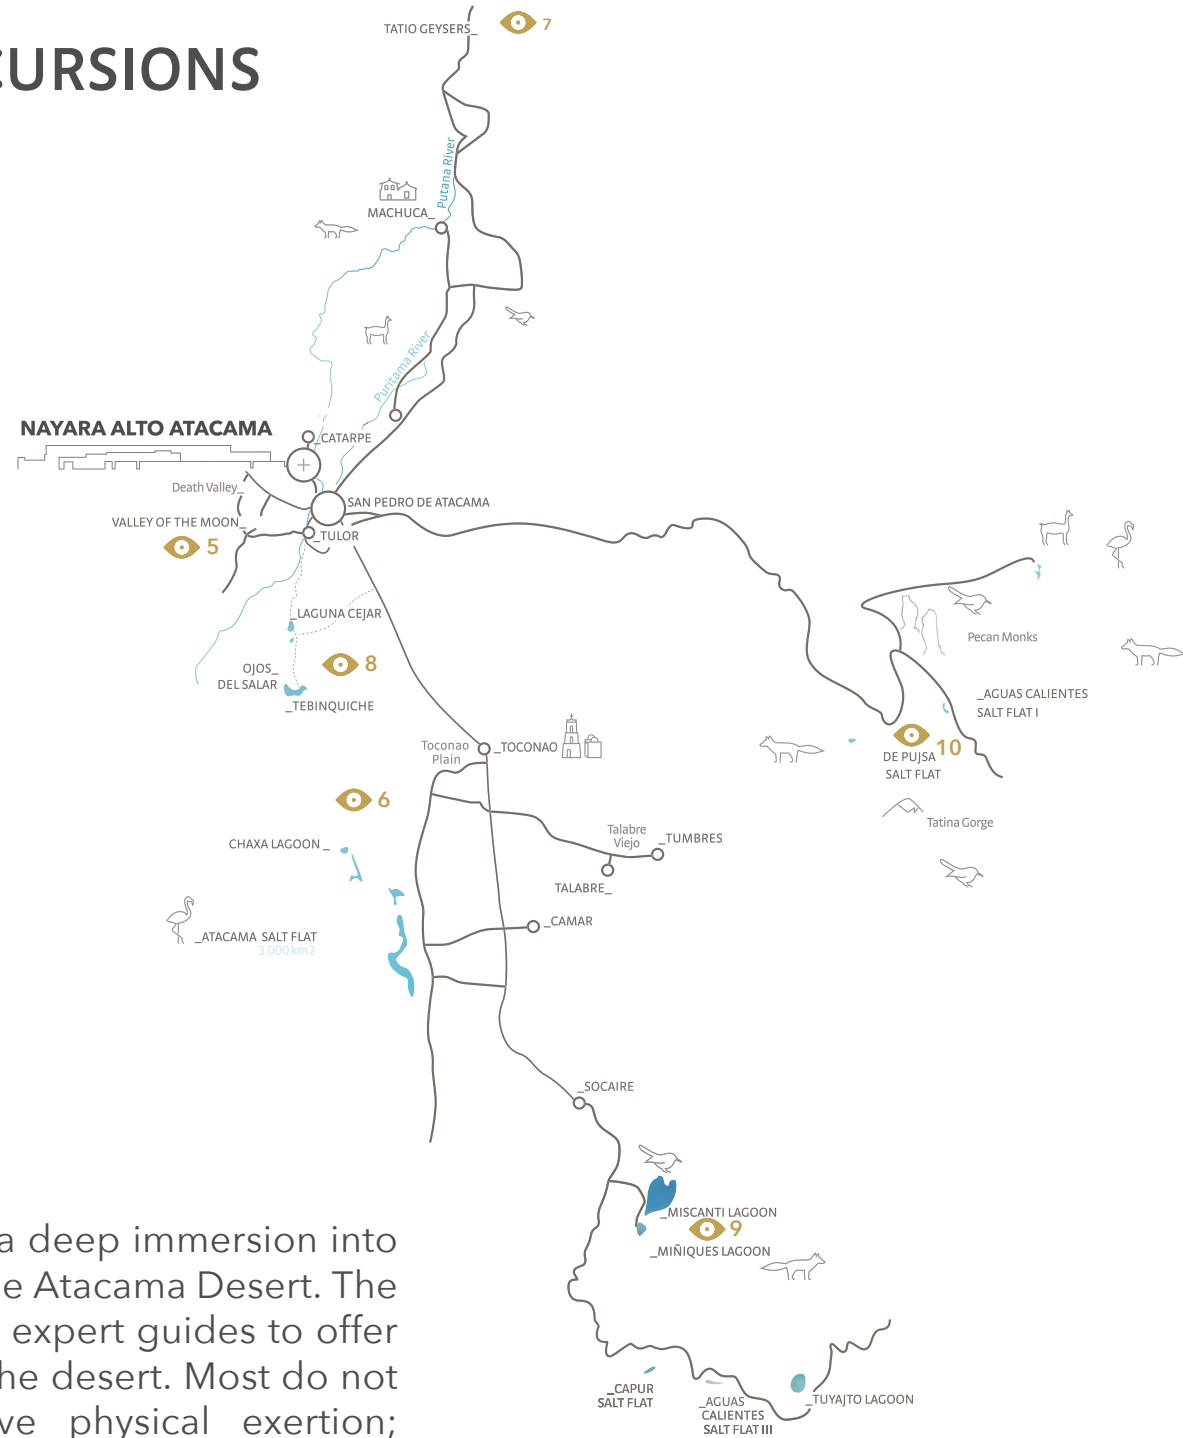 TATIO GEYSERS_
7
CURSIONS
Putana River
MACHUCA_
Puritama River
NAYARA ALTO ATACAMA
_CATARPE
Death Valley_
SAN PEDRO DE ATACAMA
VALLEY OF THE MOON_
_TULOR
5
_LAGUNA CEJAR
Pecan Monks
OJOS_
DEL SALAR
8
_TEBINQUICHE
_AGUAS CALIENTES
SALT FLAT I
Toconao
Plain
_TOCONAO
10
DE PUJSA
SALT FLAT
6
Tatina Gorge
CHAXA LAGOON _
Talabre
Viejo
_TUMBRES
TALABRE_
_CAMAR
_ATACAMA SALT FLAT
3.000 km2
_SOCAIRE
_MISCANTI LAGOON
9
_MIÑIQUES LAGOON
a deep immersion into
e Atacama Desert. The
expert guides to offer
he desert. Most do not
ve physical exertion;
_CAPUR
SALT FLAT
_AGUAS
CALIENTES
SALT FLAT III
_TUYAJTO LAGOON